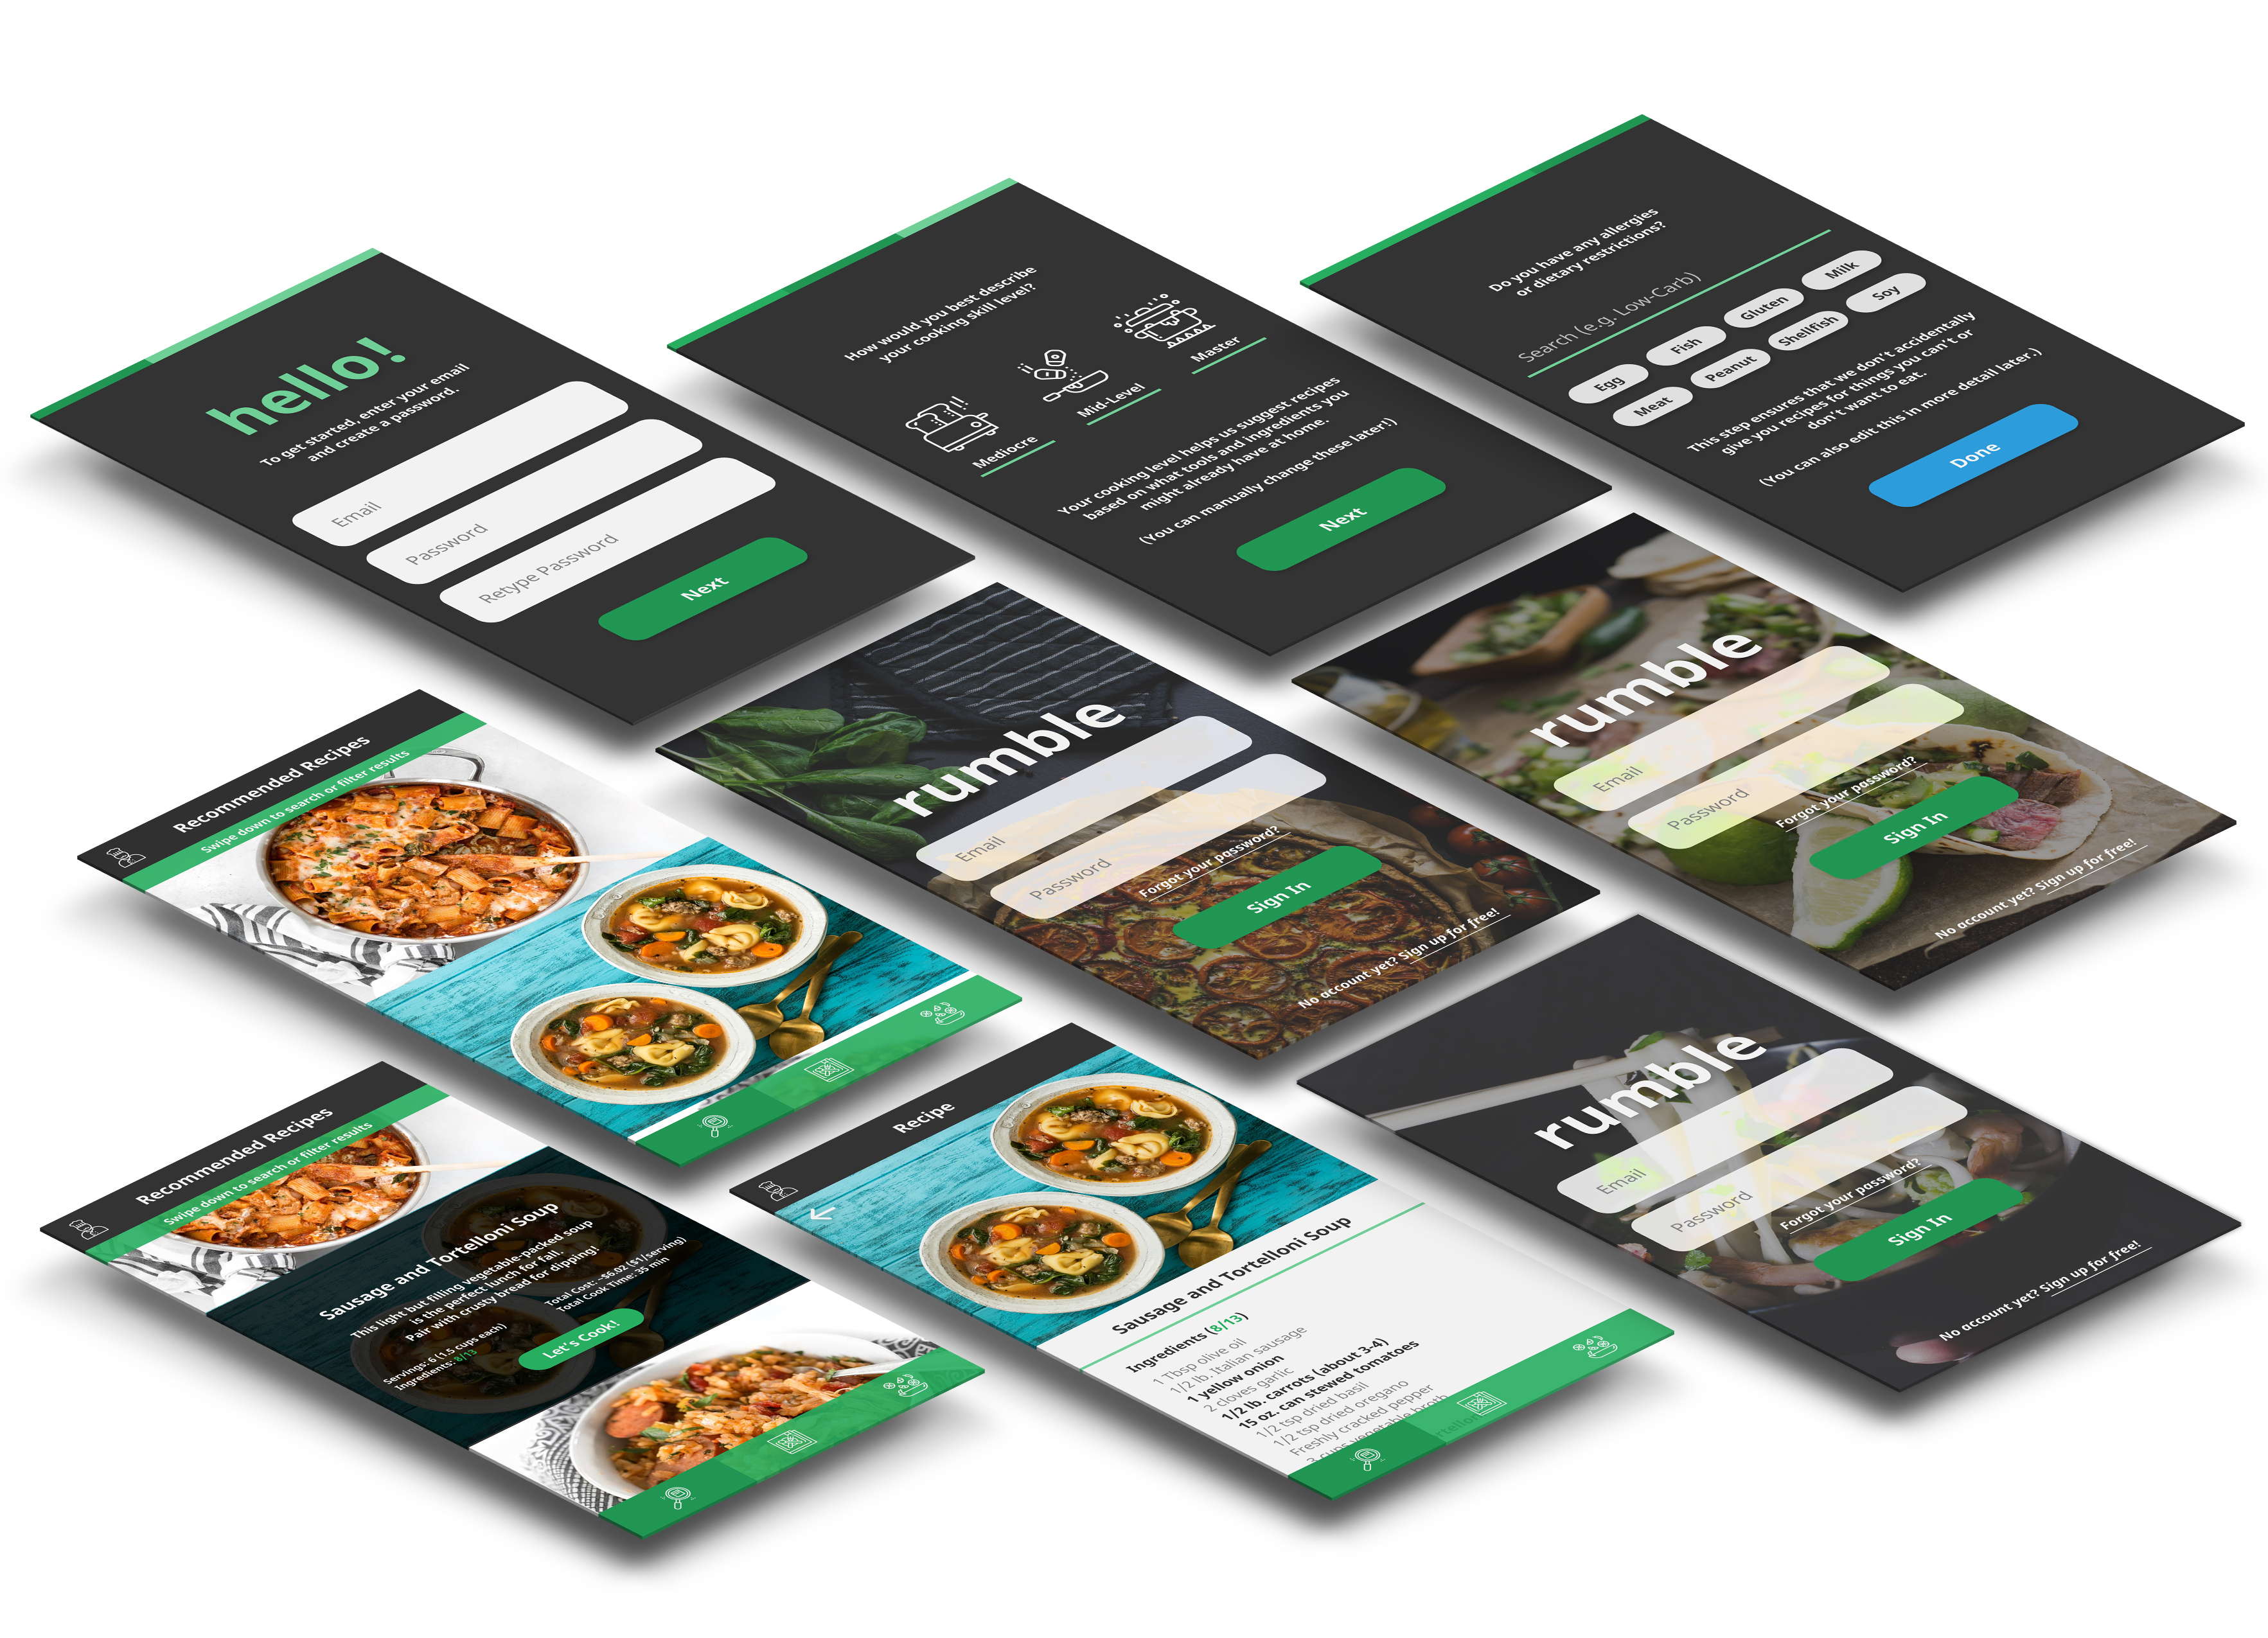 hello!
To get started, enter your email
and create a password.
Email
Password
Retype Password
Next
How would you best describe
your cooking skill level?
Mediocre
Mid-Level
Master
Your cooking level helps us suggest recipes
based on what tools and ingredients you
might already have at home.
(You can manually change these later!)
Next
Do you have any allergies
or dietary restrictions?
Search (e.g. Low-Carb)
Egg
Fish
Gluten
Milk
Meat
Peanut
Shellfish
Soy
This step ensures that we don't accidentally
give you recipes for things you can't or
don't want to eat.
(You can also edit this in more detail later.)
Done
Recommended Recipes
Swipe down to search or filter results
rumble
Email
Password
Forgot your password?
Sign In
No account yet? Sign up for free!
rumble
Email
Password
Forgot your password?
Sign In
No account yet? Sign up for free!
Recommended Recipes
Swipe down to search or filter results
Sausage and Tortelloni Soup
This light but filling vegetable-packed soup
is the perfect lunch for fall.
Pair with crusty bread for dipping!
Servings: 6 (1.5 cups each)
Ingredients: 8/13
Total Cost: ~$6.02 ($1/serving)
Total Cook Time: 35 min
Let's Cook!
Recipe
Sausage and Tortelloni Soup
Ingredients (8/13)
1 Tbsp olive oil
1/2 lb. Italian sausage
1 yellow onion
2 cloves garlic
1/2 lb. carrots (about 3-4)
15 oz. can stewed tomatoes
1/2 tsp dried basil
1/2 tsp dried oregano
Freshly cracked pepper
3 cups vegetable broth
rumble
Email
Password
Forgot your password?
Sign In
No account yet? Sign up for free!